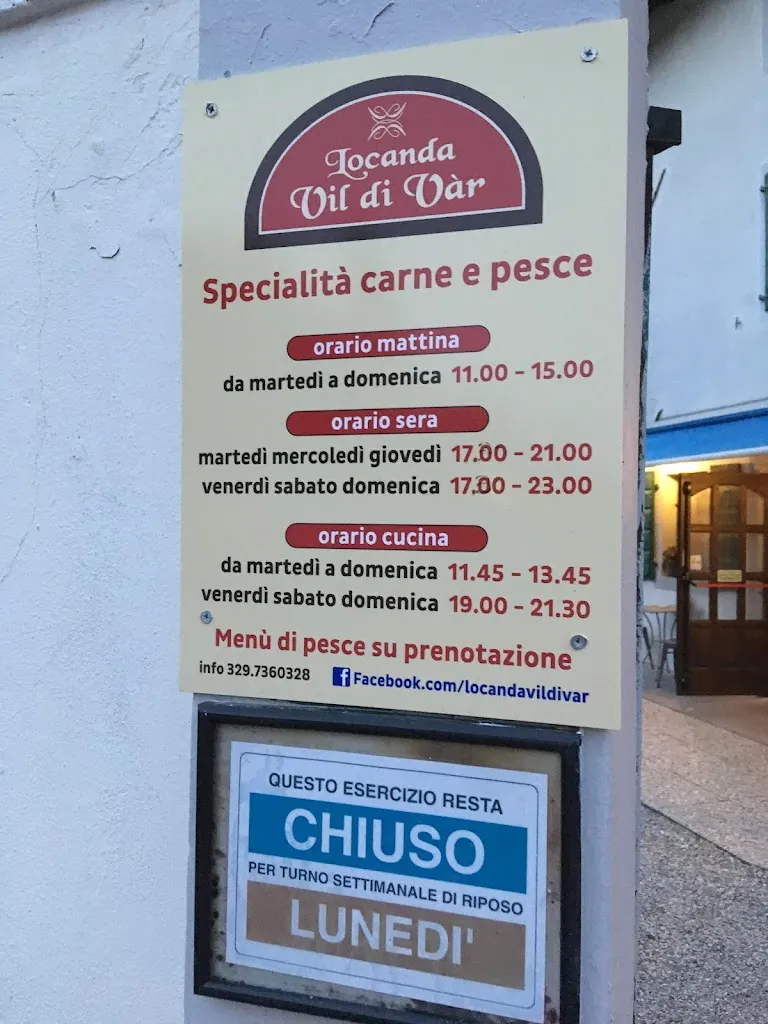 Locanda
Vil di Vàr
Specialità carne e pesce
orario mattina
da martedì a domenica 11.00 - 15.00
orario sera
martedì mercoledì giovedì 17.00 - 21.00
venerdì sabato domenica 17.00 - 23.00
orario cucina
da martedì a domenica 11.45 - 13.45
venerdì sabato domenica 19.00 - 21.30
Menù di pesce su prenotazione
info 329.7360328 f Facebook.com/locandavildivar
QUESTO ESERCIZIO RESTA
CHIUSO
PER TURNO SETTIMANALE DI RIPOSO
LUNEDI'